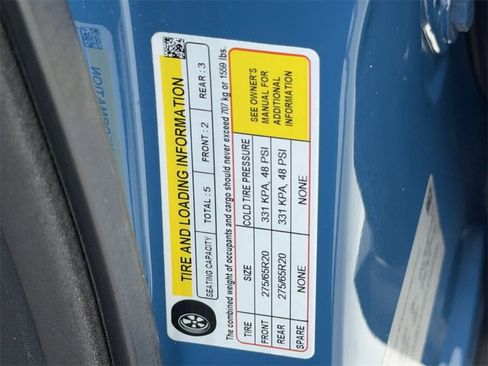 TIRE AND LOADING INFORMATION
SEATING CAPACITY TOTAL : 5 FRONT : 2 REAR : 3
The combined weight of occupants and cargo should never exceed 707 kg or 1559 lbs.
TIRE SIZE COLD TIRE PRESSURE
FRONT 275/65R20 331 KPA, 48 PSI
REAR 275/65R20 331 KPA, 48 PSI
SPARE NONE NONE
SEE OWNER'S
MANUAL FOR
ADDITIONAL
INFORMATION